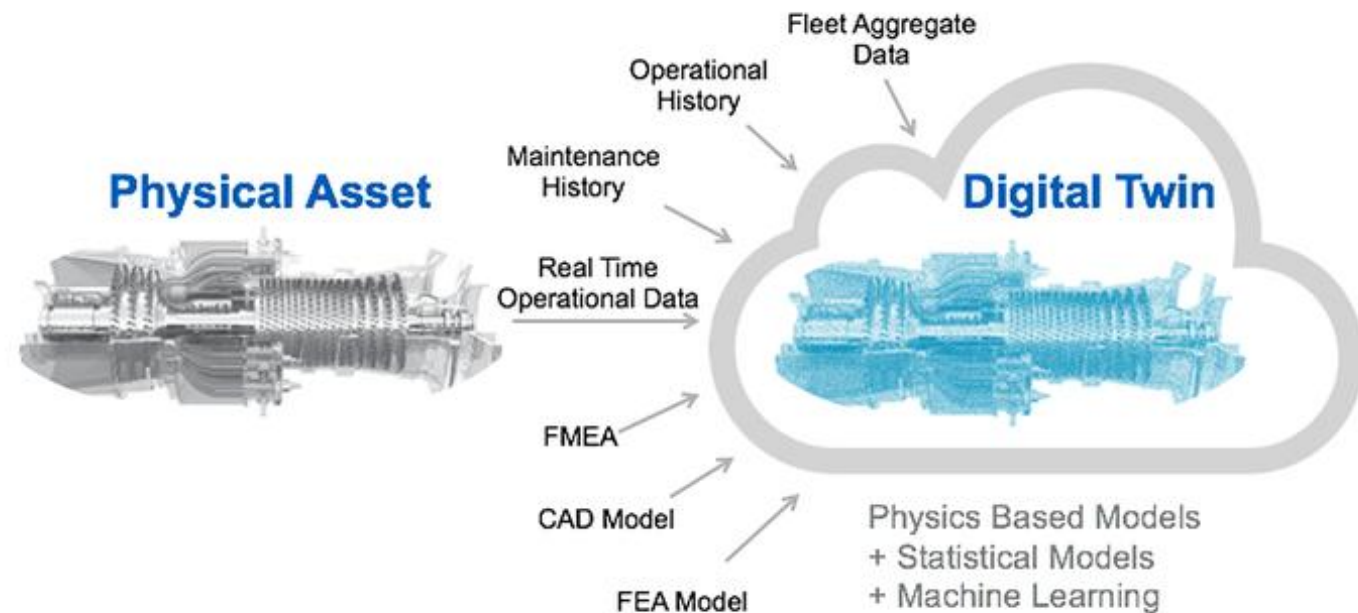 Fleet Aggregate
Data
Operational
History
Maintenance
History
Physical Asset
Digital Twin
Real Time
Operational Data
FMEA
CAD Model
FEA Model
Physics Based Models
+ Statistical Models
+ Machine Learning